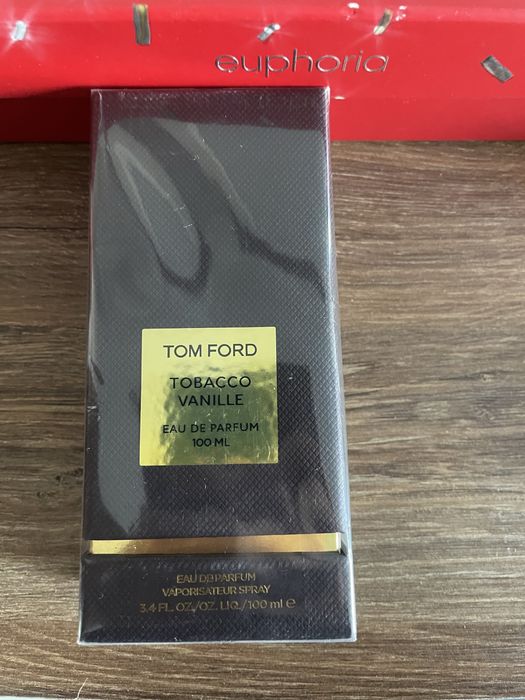 euphoria
TOM FORD
TOBACCO
VANILLE
EAU DE PARFUM
100 ML
EAU DE PARFUM
VAPORISATEUR SPRAY
3.4 FL. OZ./OZ. LIQ./100 ml ℮